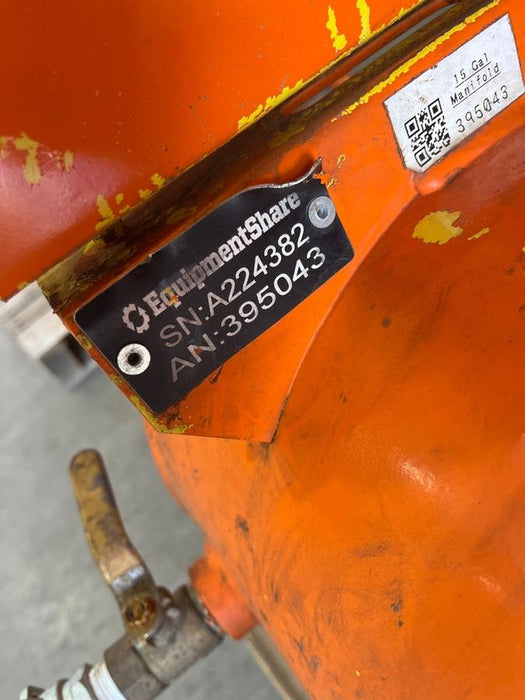 15 Gal
Manifold
395043
EquipmentShare
SN:A224382
AN:395043